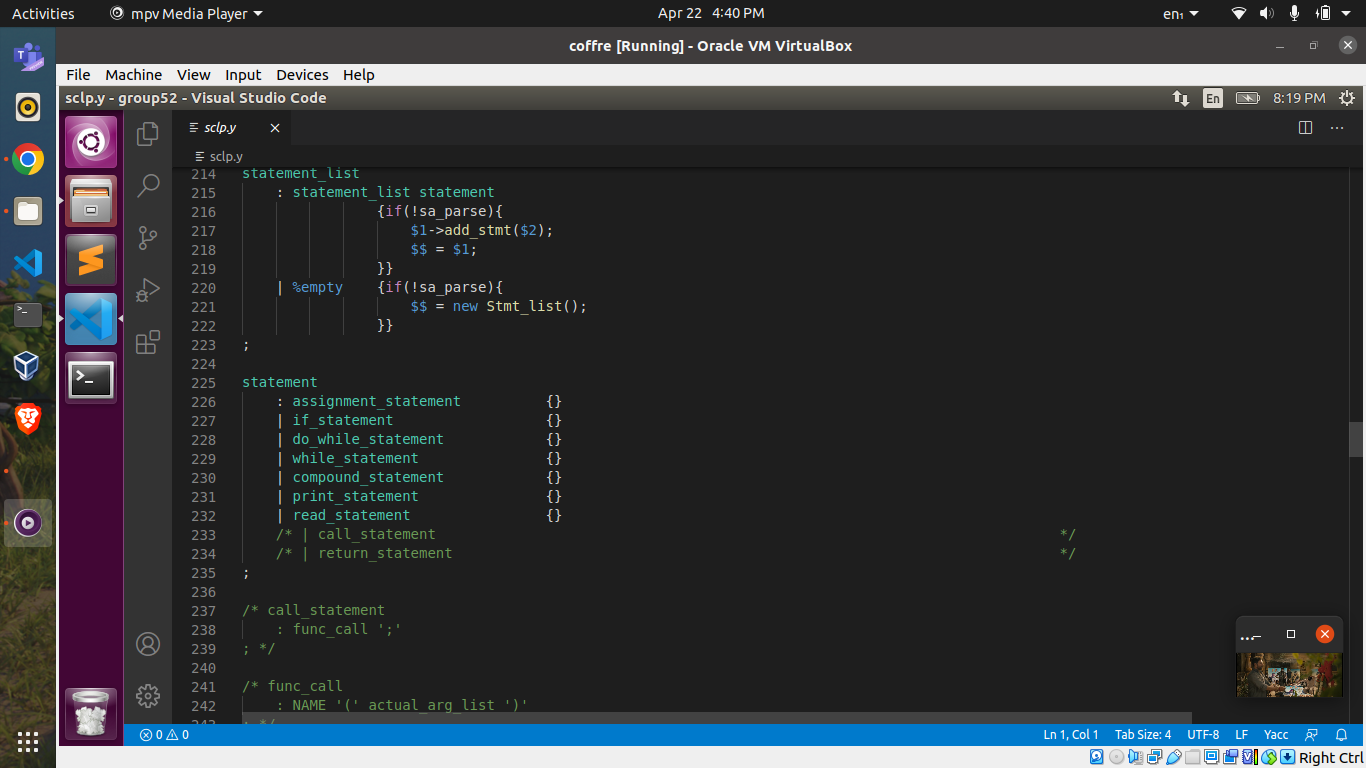 Activities mpv Media Player Apr 22 4:40 PM en₁
coffre [Running] - Oracle VM VirtualBox
File Machine View Input Devices Help
sclp.y - group52 - Visual Studio Code En 8:19 PM
sclp.y
sclp.y
214 statement_list
215 : statement_list statement
216 {if(!sa_parse){
217 $1->add_stmt($2);
218 $$ = $1;
219 }}
220 | %empty {if(!sa_parse){
221 $$ = new Stmt_list();
222 }}
223 ;
224
225 statement
226 : assignment_statement {}
227 | if_statement {}
228 | do_while_statement {}
229 | while_statement {}
230 | compound_statement {}
231 | print_statement {}
232 | read_statement {}
233 /* | call_statement */
234 /* | return_statement */
235 ;
236
237 /* call_statement
238 : func_call ';'
239 ; */
240
241 /* func_call
242 : NAME '(' actual_arg_list ')'
243 ; */
0 0 Ln 1, Col 1 Tab Size: 4 UTF-8 LF Yacc
Right Ctrl